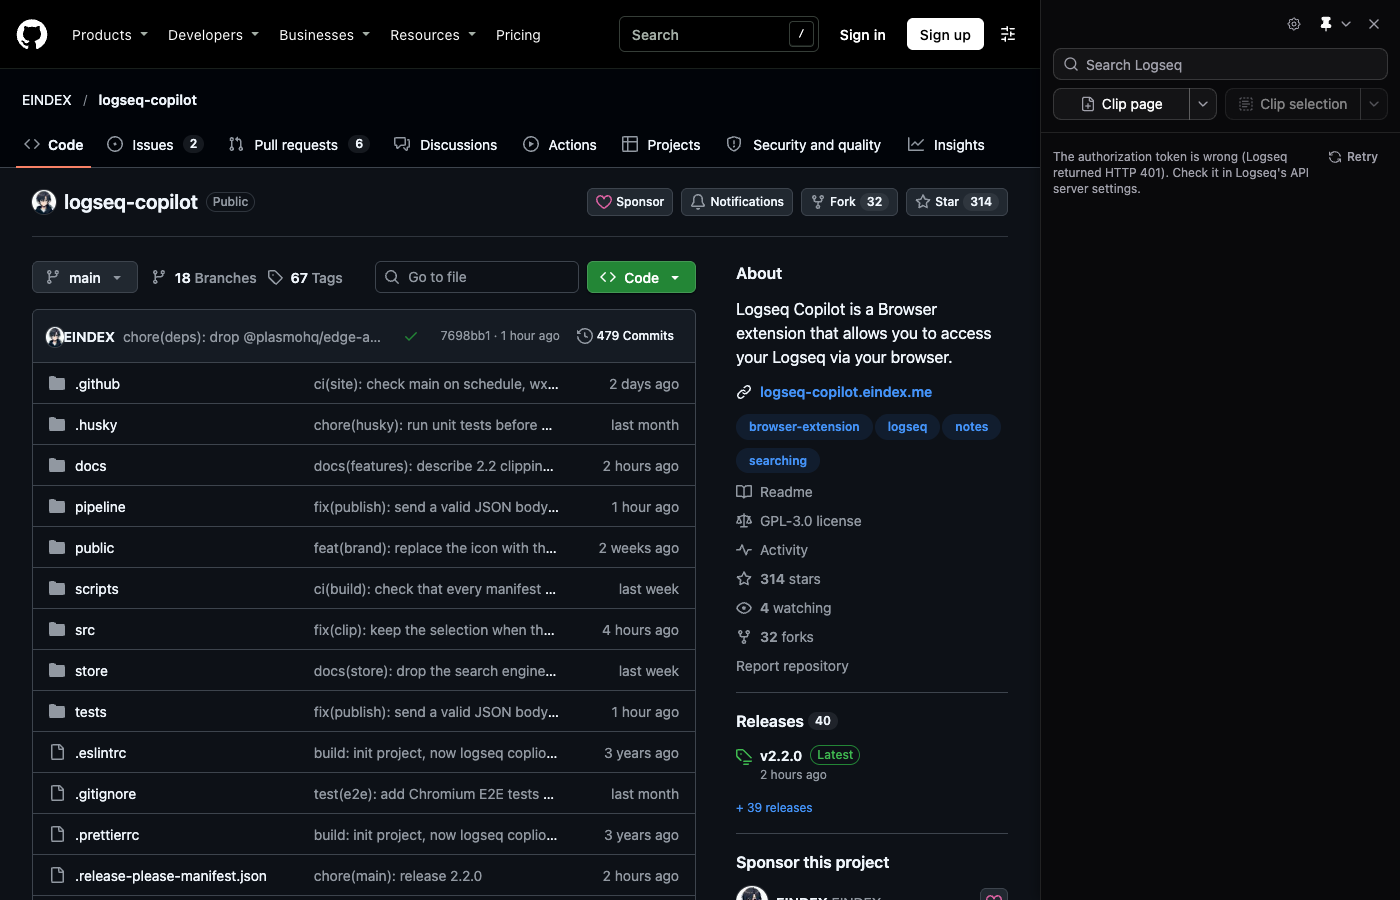 Products
Developers
Businesses
Resources
Pricing
Search
/
Sign in
Sign up
EINDEX / logseq-copilot
Code
Issues 2
Pull requests 6
Discussions
Actions
Projects
Security and quality
Insights
logseq-copilot Public
Sponsor
Notifications
Fork 32
Star 314
main
18 Branches
67 Tags
Go to file
Code
EINDEX chore(deps): drop @plasmohq/edge-a... 7698bb1 · 1 hour ago 479 Commits
.github ci(site): check main on schedule, wx... 2 days ago
.husky chore(husky): run unit tests before ... last month
docs docs(features): describe 2.2 clippin... 2 hours ago
pipeline fix(publish): send a valid JSON body... 1 hour ago
public feat(brand): replace the icon with th... 2 weeks ago
scripts ci(build): check that every manifest ... last week
src fix(clip): keep the selection when th... 4 hours ago
store docs(store): drop the search engine... last week
tests fix(publish): send a valid JSON body... 1 hour ago
.eslintrc build: init project, now logseq coplio... 3 years ago
.gitignore test(e2e): add Chromium E2E tests ... last month
.prettierrc build: init project, now logseq coplio... 3 years ago
.release-please-manifest.json chore(main): release 2.2.0 2 hours ago
About
Logseq Copilot is a Browser
extension that allows you to access
your Logseq via your browser.
logseq-copilot.eindex.me
browser-extension logseq notes
searching
Readme
GPL-3.0 license
Activity
314 stars
4 watching
32 forks
Report repository
Releases 40
v2.2.0 Latest
2 hours ago
+ 39 releases
Sponsor this project
EINDEX EINDEX
Search Logseq
Clip page
Clip selection
The authorization token is wrong (Logseq
returned HTTP 401). Check it in Logseq's API
server settings.
Retry